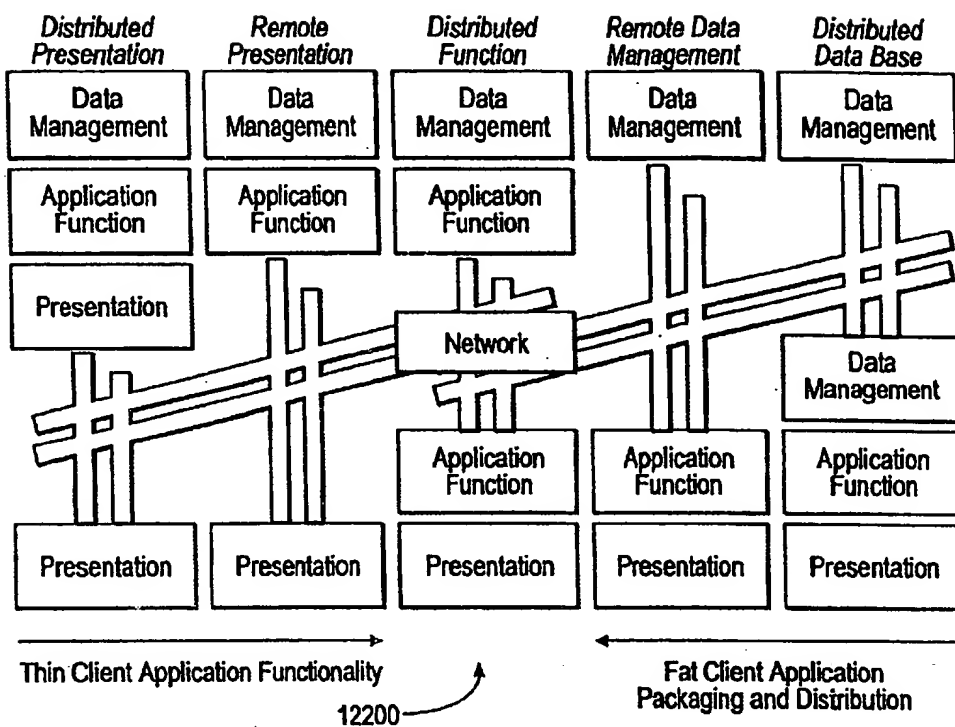 Distributed
Presentation
Remote
Presentation
Distributed
Function
Remote Data
Management
Distributed
Data Base
Data
Management
Data
Management
Data
Management
Data
Management
Data
Management
Application
Function
Application
Function
Application
Function
Presentation
Network
Data
Management
Application
Function
Application
Function
Application
Function
Presentation
Presentation
Presentation
Presentation
Presentation
Thin Client Application Functionality
Fat Client Application
Packaging and Distribution
12200